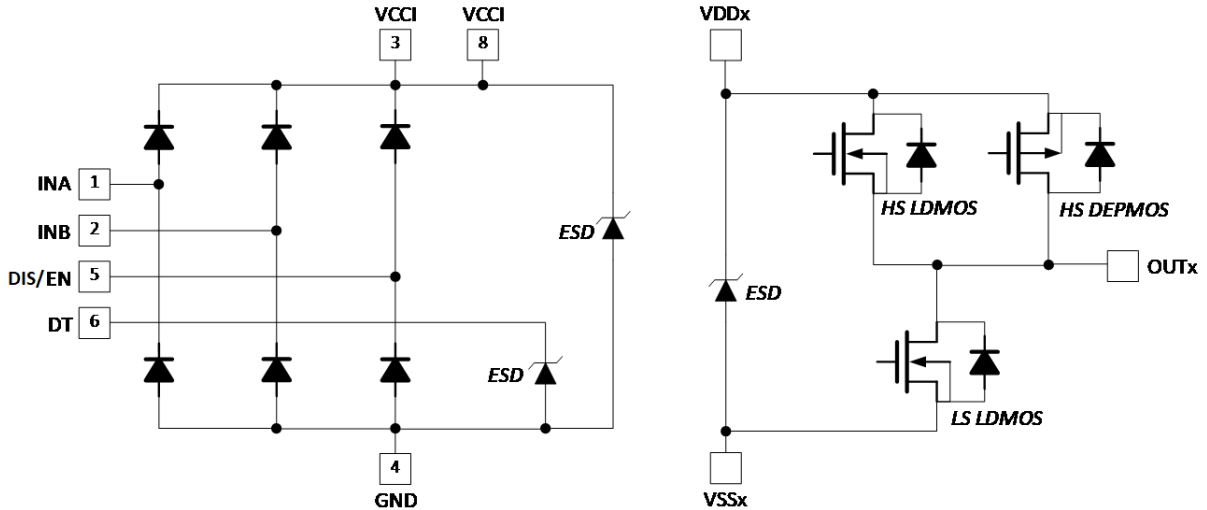 VCCI VCCI VDDx
3 8
INA 1
INB 2
DIS/EN 5
DT 6
ESD
ESD
4
GND
HS LDMOS HS DEPMOS
OUTx
ESD
LS LDMOS
VSSx